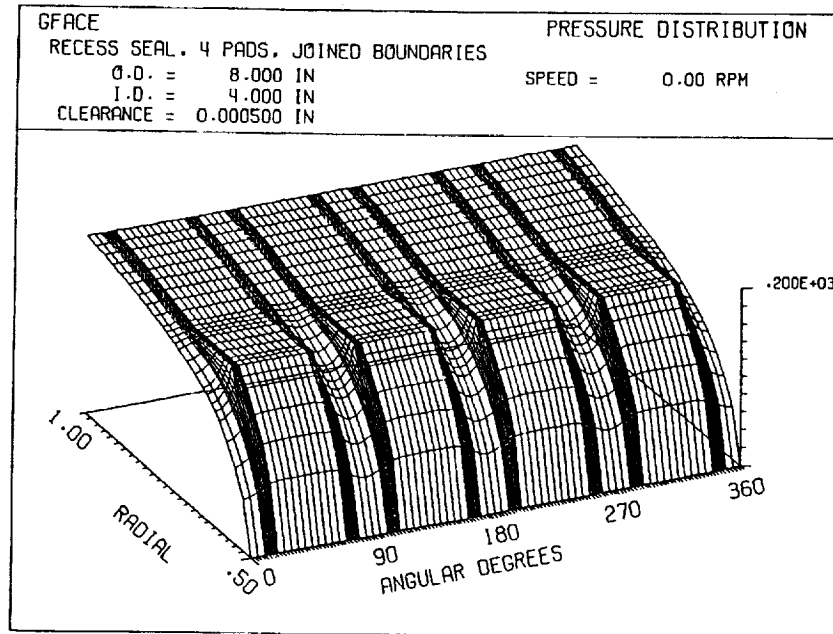 GFACE
PRESSURE DISTRIBUTION
RECESS SEAL. 4 PADS. JOINED BOUNDARIES
O.D. = 8.000 IN
SPEED = 0.00 RPM
I.D. = 4.000 IN
CLEARANCE = 0.000500 IN
.200E+03
1.00
RADIAL
.50
0
90
180
270
360
ANGULAR DEGREES